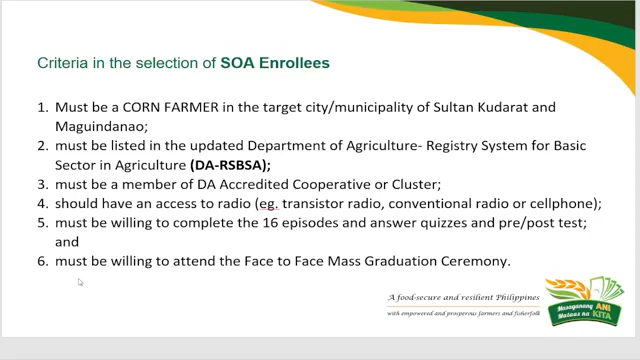 Criteria in the selection of SOA Enrollees
1. Must be a CORN FARMER in the target city/municipality of Sultan Kudarat and
Maguindanao;
2. must be listed in the updated Department of Agriculture- Registry System for Basic
Sector in Agriculture (DA-RSBSA);
3. must be a member of DA Accredited Cooperative or Cluster;
4. should have an access to radio (eg. transistor radio, conventional radio or cellphone);
5. must be willing to complete the 16 episodes and answer quizzes and pre/post test;
and
6. must be willing to attend the Face to Face Mass Graduation Ceremony.
A food-secure and resilient Philippines
with empowered and prosperous farmers and fisherfolk
Masaganang ANI
Mataas na KITA